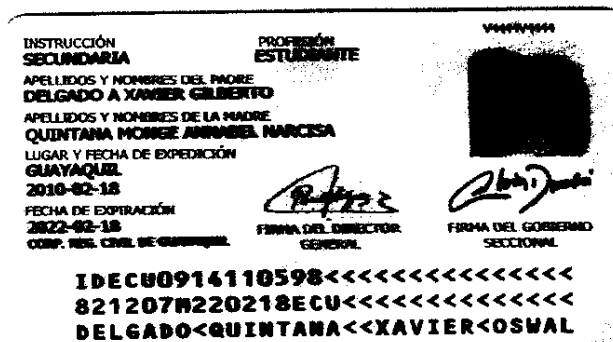 INSTRUCCIÓN
SECUNDARIA
PROFESIÓN
ESTUDIANTE
APELLIDOS Y NOMBRES DEL PADRE
DELGADO A XAVIER GILBERTO
APELLIDOS Y NOMBRES DE LA MADRE
QUINTANA MONGE ANNABEL NARCISA
LUGAR Y FECHA DE EXPEDICIÓN
GUAYAQUIL
2010-02-18
FECHA DE EXPIRACIÓN
2022-02-18
CORP. REG. CIVIL DE GUAYAQUIL
FIRMA DEL DIRECTOR
GENERAL
FIRMA DEL GOBIERNO
SECCIONAL
IDECU0914110598<<<<<<<<<<<<<<<
821207M220218ECU<<<<<<<<<<<<<<
DELGADO<QUINTANA<<XAVIER<OSWAL